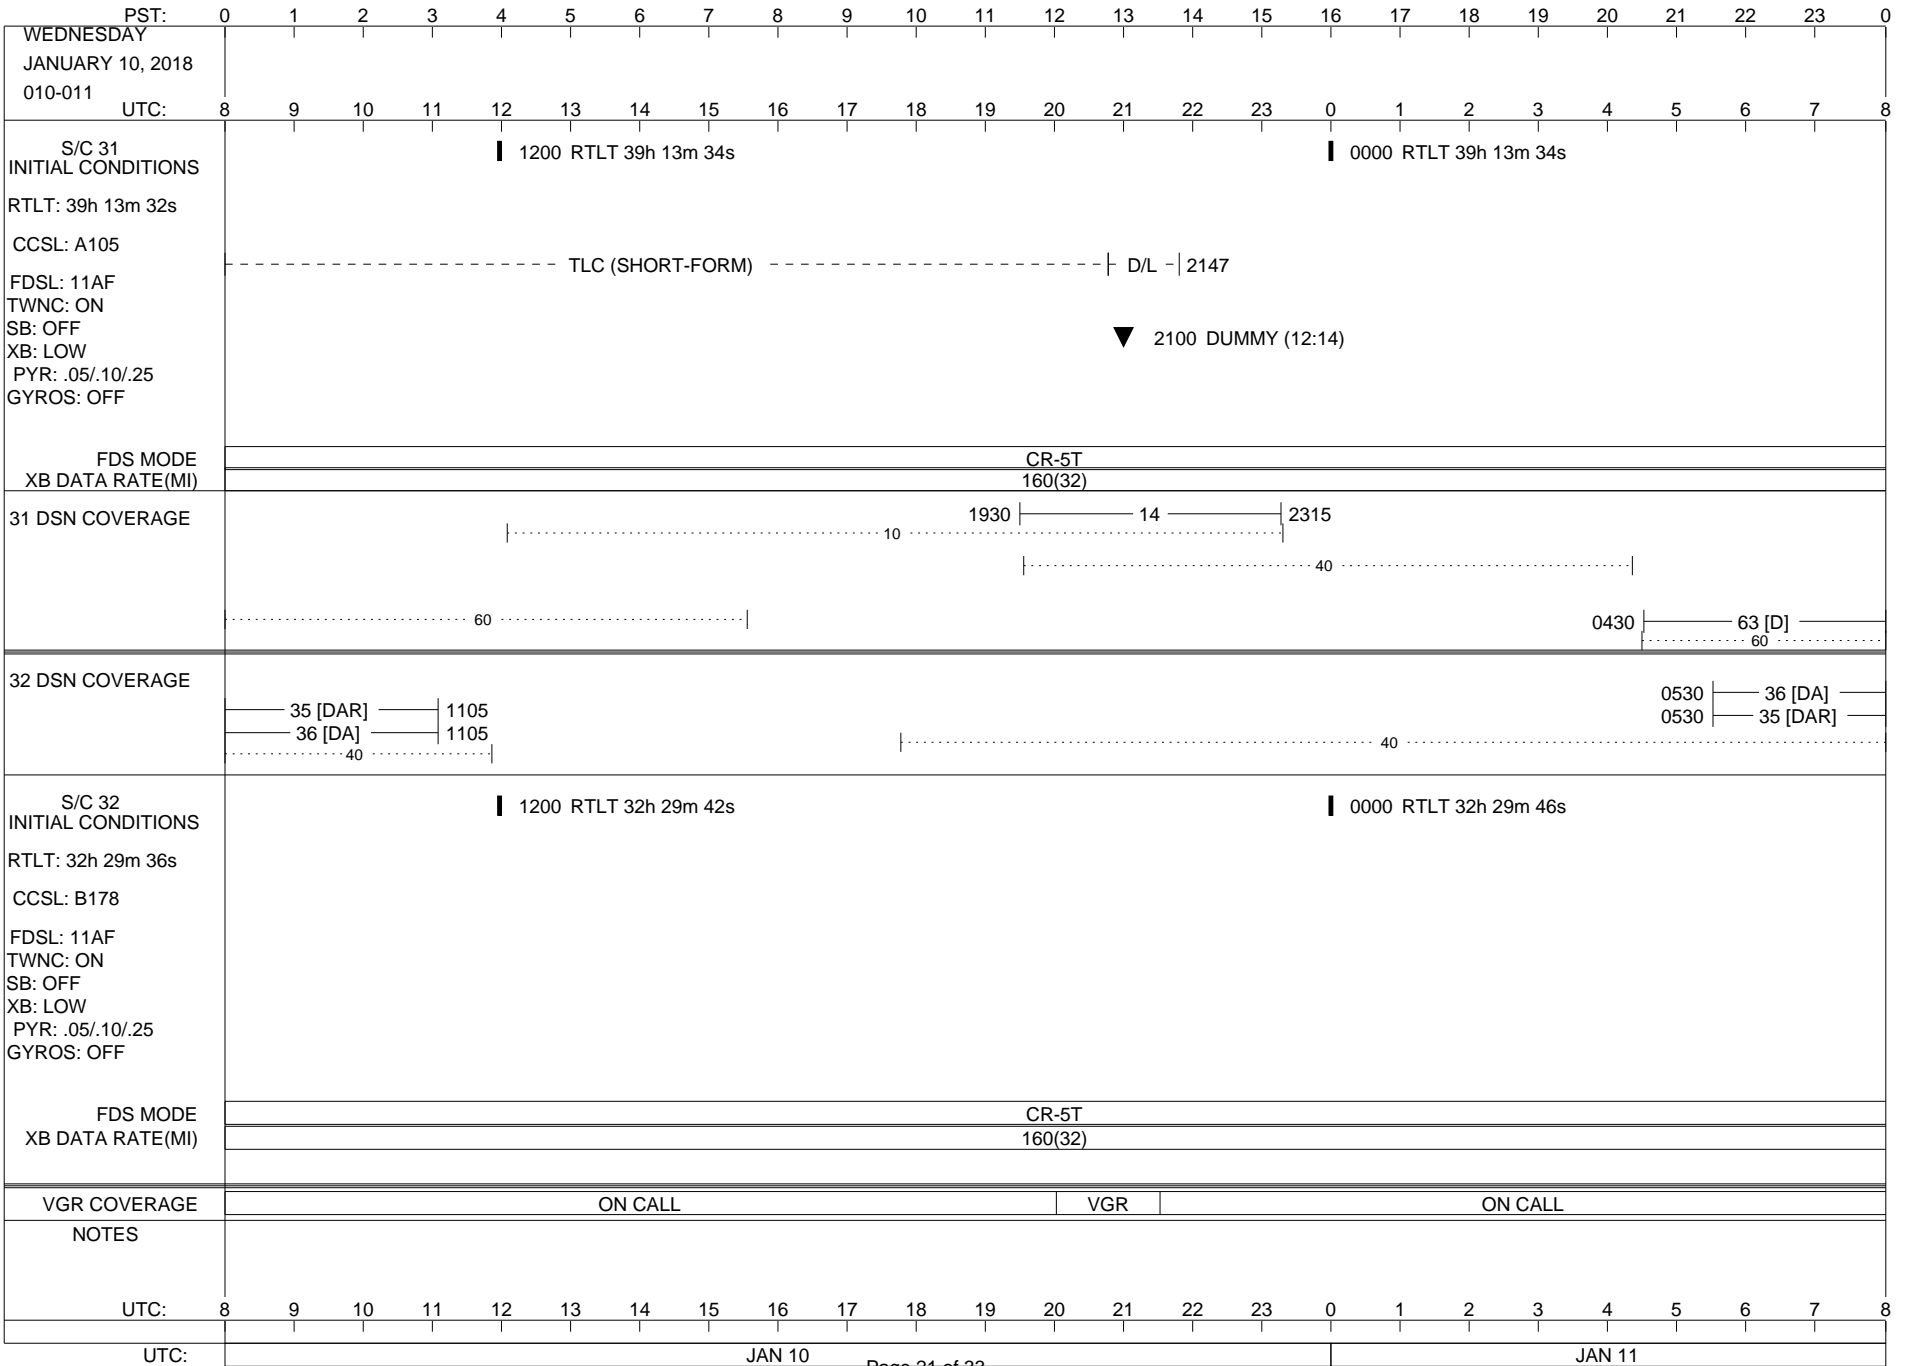 PST: 0 1 2 3 4 5 6 7 8 9 10 11 12 13 14 15 16 17 18 19 20 21 22 23 0
WEDNESDAY
JANUARY 10, 2018
010-011
UTC: 8 9 10 11 12 13 14 15 16 17 18 19 20 21 22 23 0 1 2 3 4 5 6 7 8
S/C 31
INITIAL CONDITIONS
1200 RTLT 39h 13m 34s
0000 RTLT 39h 13m 34s
RTLT: 39h 13m 32s
CCSL: A105
TLC (SHORT-FORM) D/L 2147
FDSL: 11AF
TWNC: ON
SB: OFF
2100 DUMMY (12:14)
XB: LOW
PYR: .05/.10/.25
GYROS: OFF
FDS MODE CR-5T
XB DATA RATE(MI) 160(32)
31 DSN COVERAGE
1930 14 2315
10
40
60
0430 63 [D]
60
32 DSN COVERAGE
0530 36 [DA]
35 [DAR] 1105
0530 35 [DAR]
36 [DA] 1105
40
40
S/C 32
INITIAL CONDITIONS
1200 RTLT 32h 29m 42s
0000 RTLT 32h 29m 46s
RTLT: 32h 29m 36s
CCSL: B178
FDSL: 11AF
TWNC: ON
SB: OFF
XB: LOW
PYR: .05/.10/.25
GYROS: OFF
FDS MODE CR-5T
XB DATA RATE(MI) 160(32)
VGR COVERAGE ON CALL VGR ON CALL
NOTES
UTC: 8 9 10 11 12 13 14 15 16 17 18 19 20 21 22 23 0 1 2 3 4 5 6 7 8
UTC: JAN 10 JAN 11
Page 21 of 33